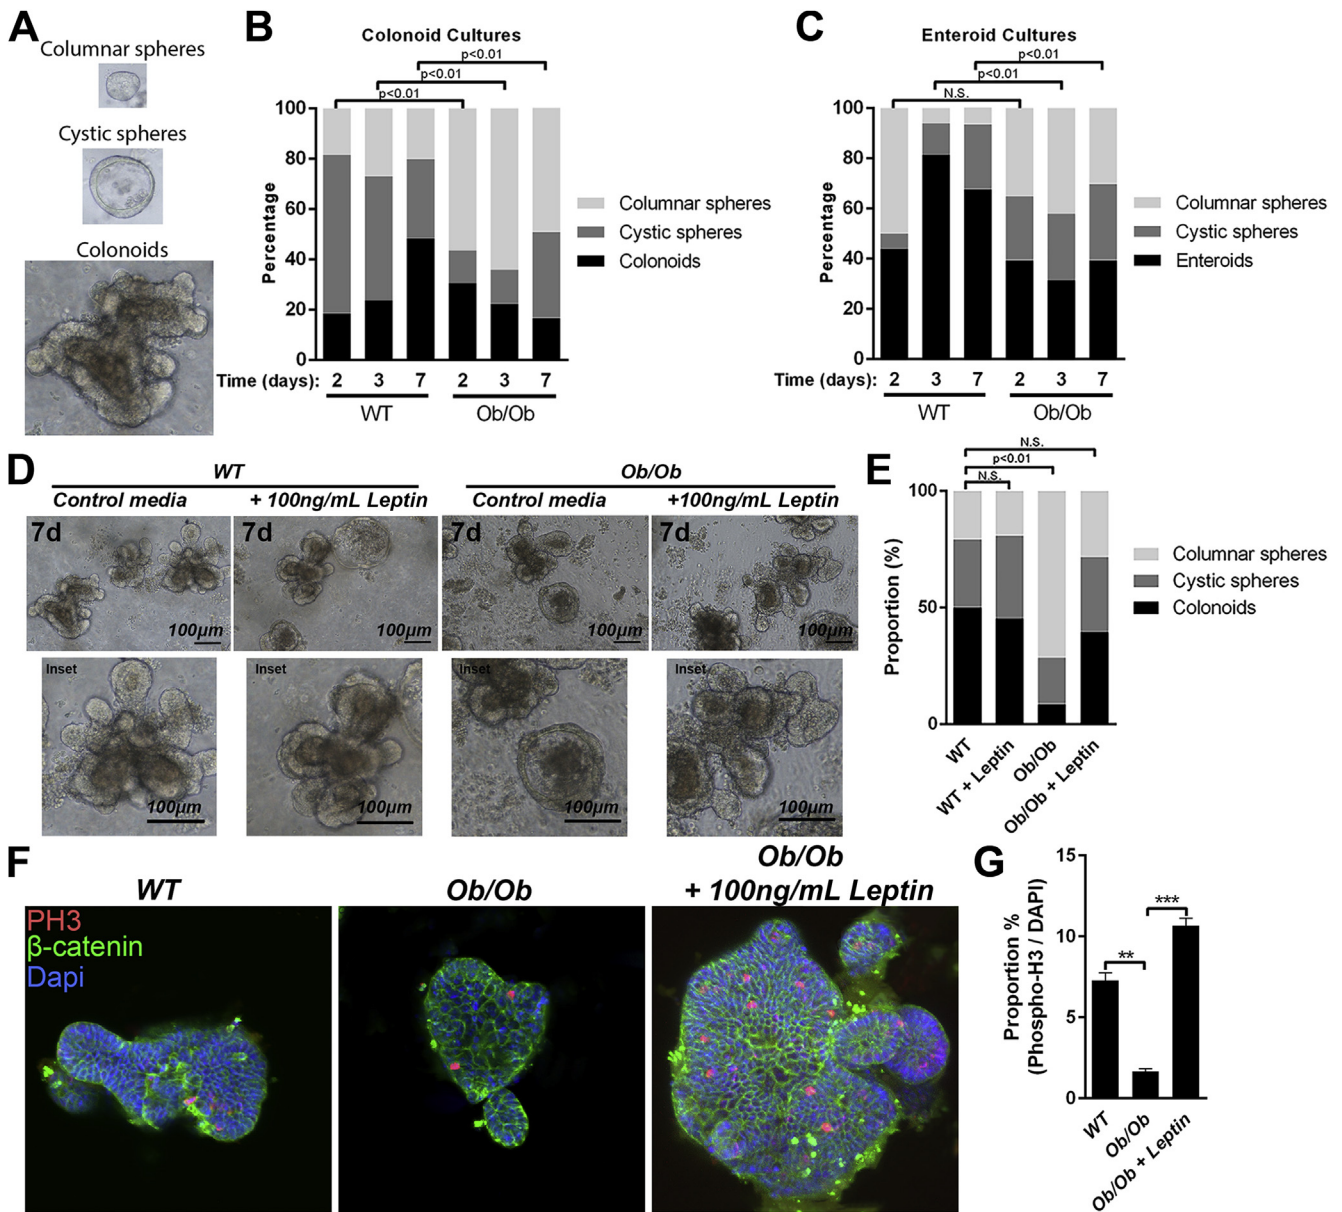 A
Columnar spheres
Cystic spheres
Colonoids
B
Colonoid Cultures
p<0.01
p<0.01
p<0.01
100
80
60
40
20
0
Percentage
Columnar spheres
Cystic spheres
Colonoids
Time (days): 2 3 7 2 3 7
WT Ob/Ob
C
Enteroid Cultures
p<0.01
p<0.01
N.S.
100
80
60
40
20
0
Percentage
Columnar spheres
Cystic spheres
Enteroids
Time (days): 2 3 7 2 3 7
WT Ob/Ob
D
WT Ob/Ob
Control media + 100ng/mL Leptin Control media +100ng/mL Leptin
7d 7d 7d 7d
100μm 100μm 100μm 100μm
Inset Inset Inset Inset
100μm 100μm 100μm 100μm
E
N.S.
p<0.01
N.S.
100
50
0
Proportion (%)
Columnar spheres
Cystic spheres
Colonoids
WT
WT + Leptin
Ob/Ob
Ob/Ob + Leptin
F
WT Ob/Ob Ob/Ob
+ 100ng/mL Leptin
PH3
β-catenin
Dapi
G
15
10
5
0
Proportion %
(Phospho-H3 / DAPI)
**
***
WT
Ob/Ob
Ob/Ob + Leptin